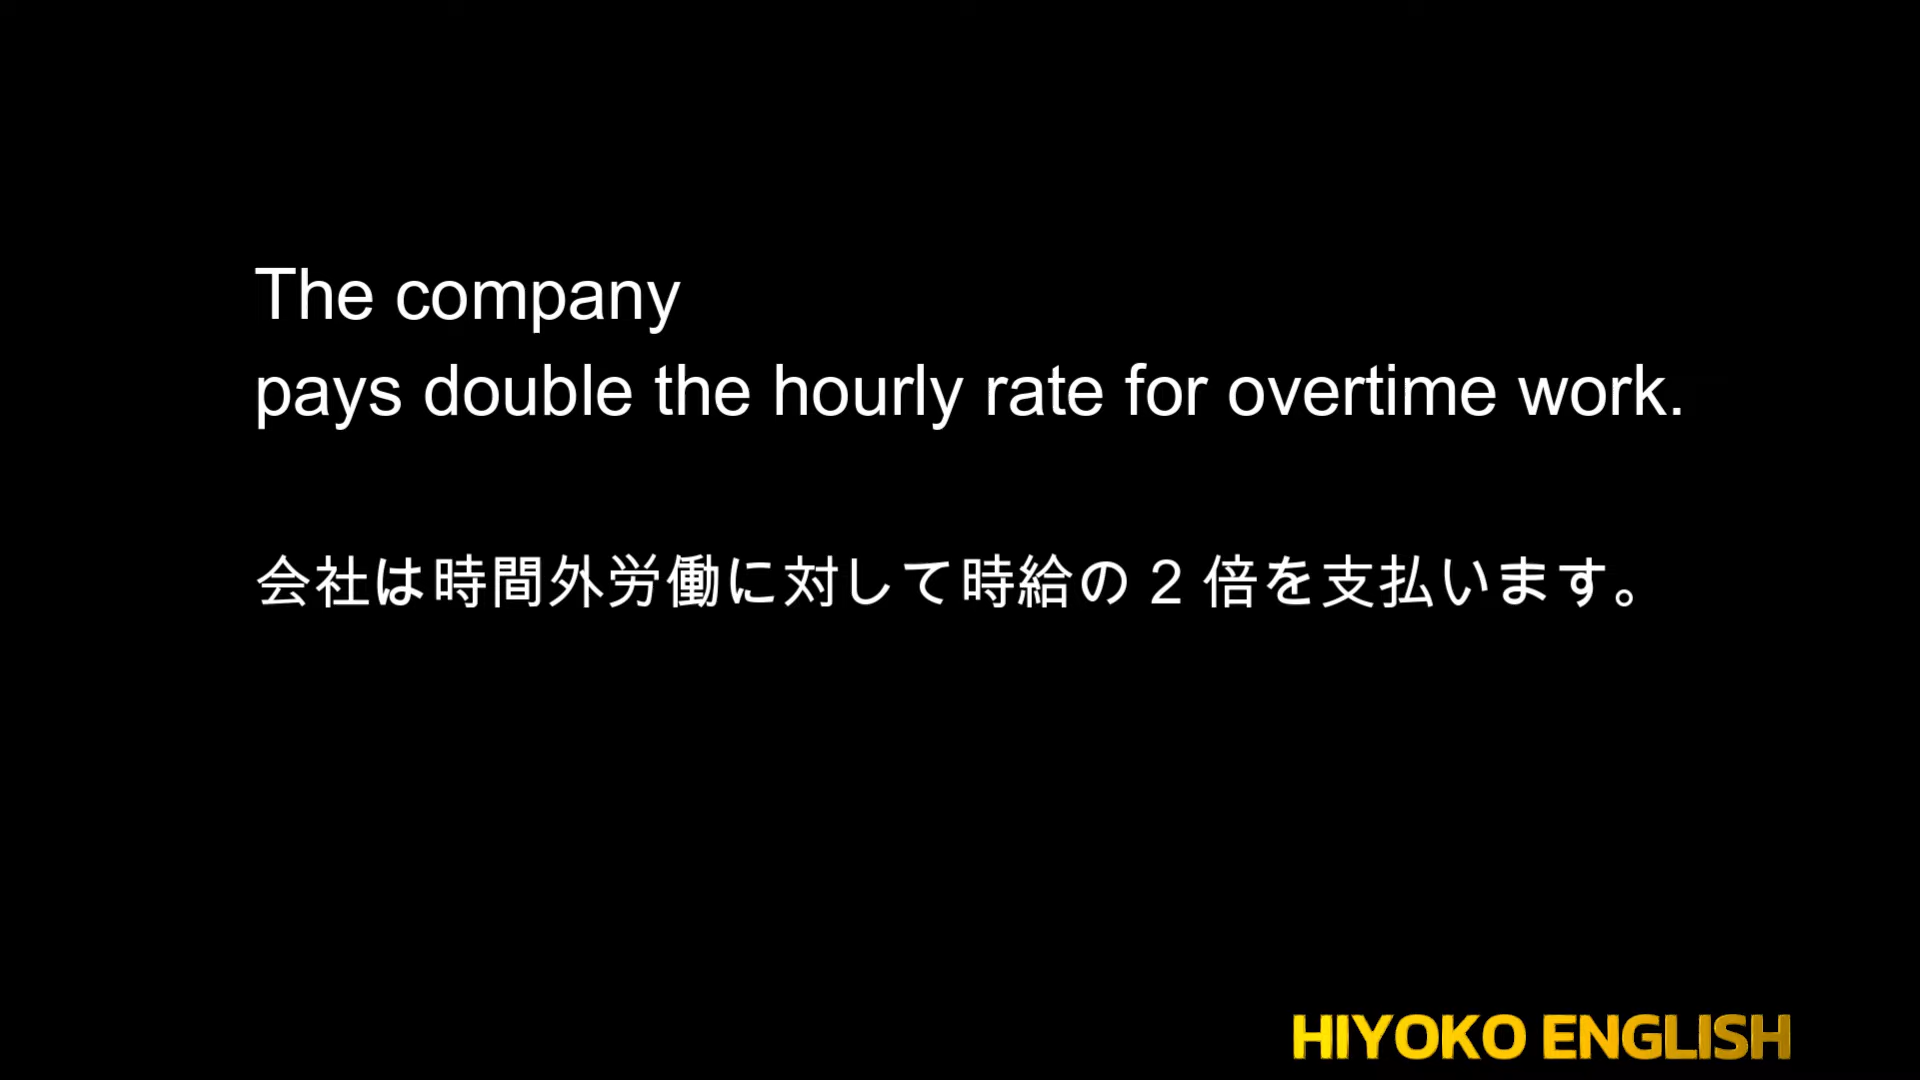 The company
pays double the hourly rate for overtime work.
会社は時間外労働に対して時給の 2 倍を支払います。
HIYOKO ENGLISH